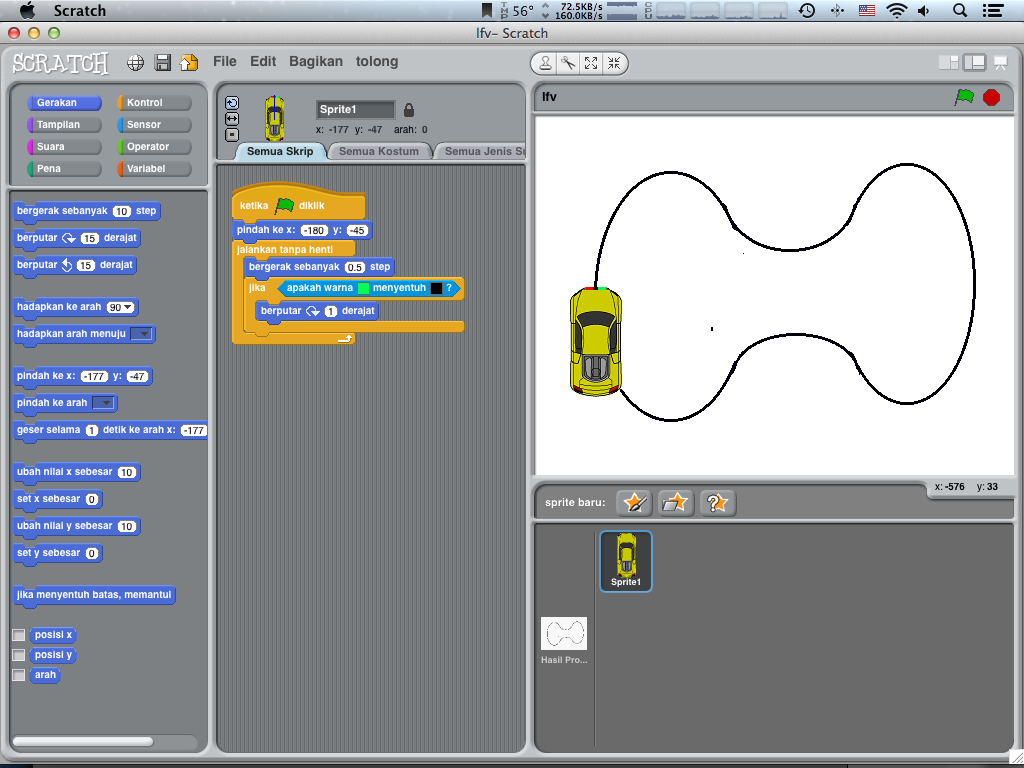 Scratch
TMP 56° 72.5KB/s 160.0KB/s CPU
lfv- Scratch
SCRATCH File Edit Bagikan tolong
Gerakan Kontrol
Tampilan Sensor
Suara Operator
Pena Variabel
bergerak sebanyak 10 step
berputar 15 derajat
berputar 15 derajat
hadapkan ke arah 90
hadapkan arah menuju
pindah ke x: -177 y: -47
pindah ke arah
geser selama 1 detik ke arah x: -177
ubah nilai x sebesar 10
set x sebesar 0
ubah nilai y sebesar 10
set y sebesar 0
jika menyentuh batas, memantul
posisi x
posisi y
arah
Sprite1
x: -177 y: -47 arah: 0
Semua Skrip Semua Kostum Semua Jenis Su
ketika diklik
pindah ke x: -180 y: -45
jalankan tanpa henti
bergerak sebanyak 0.5 step
jika apakah warna menyentuh ?
berputar 1 derajat
lfv
x: -576 y: 33
sprite baru:
Sprite1
Hasil Pro...